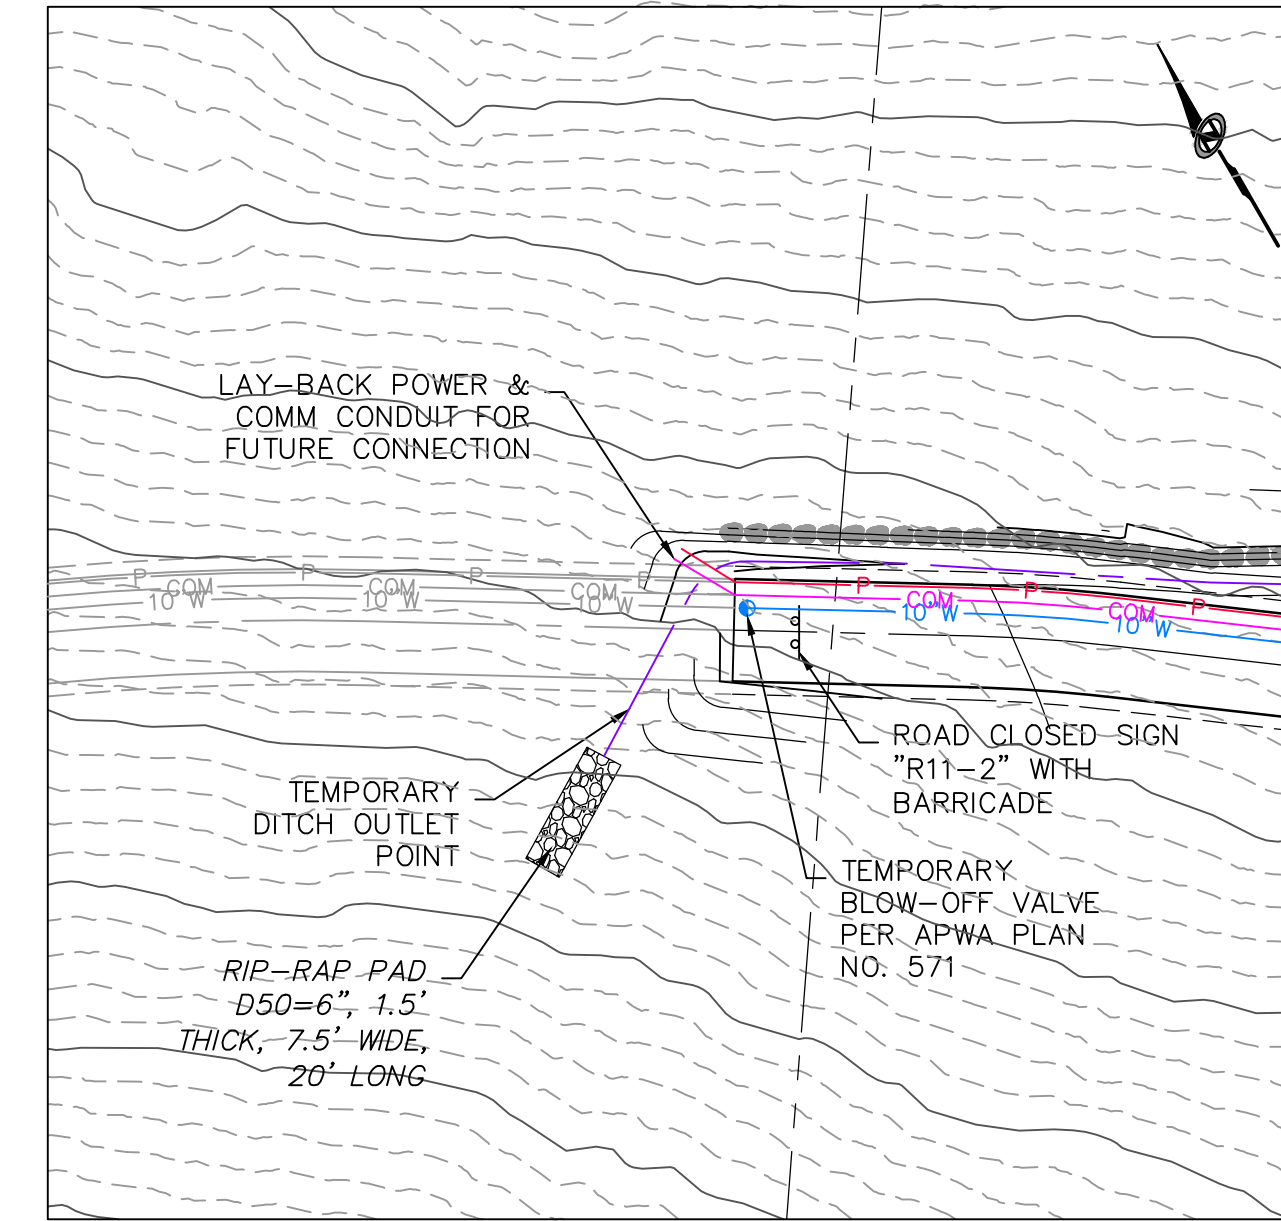 LAY-BACK POWER &
COMM CONDUIT FOR
FUTURE CONNECTION
P
P
P
P
COM
COM
COM
10"W
10"W
10"W
P
P
P
COM
COM
10"W
10"W
ROAD CLOSED SIGN
"R11-2" WITH
BARRICADE
TEMPORARY
DITCH OUTLET
POINT
TEMPORARY
BLOW-OFF VALVE
PER APWA PLAN
NO. 571
RIP-RAP PAD
D50=6", 1.5'
THICK, 7.5' WIDE,
20' LONG